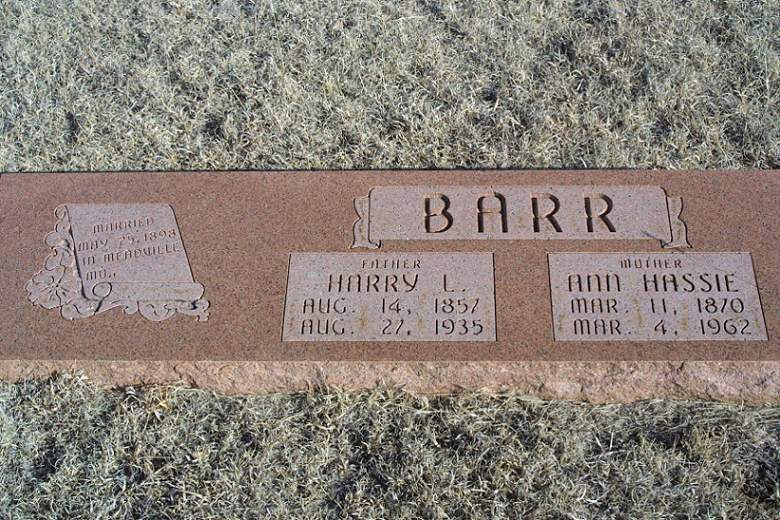 MARRIED
MAY 25, 1898
IN MEADVILLE
MO.,
BARR
FATHER
HARRY L.
AUG. 14, 1857
AUG. 27, 1935
MOTHER
ANN HASSIE
MAR. 11, 1870
MAR. 4, 1962